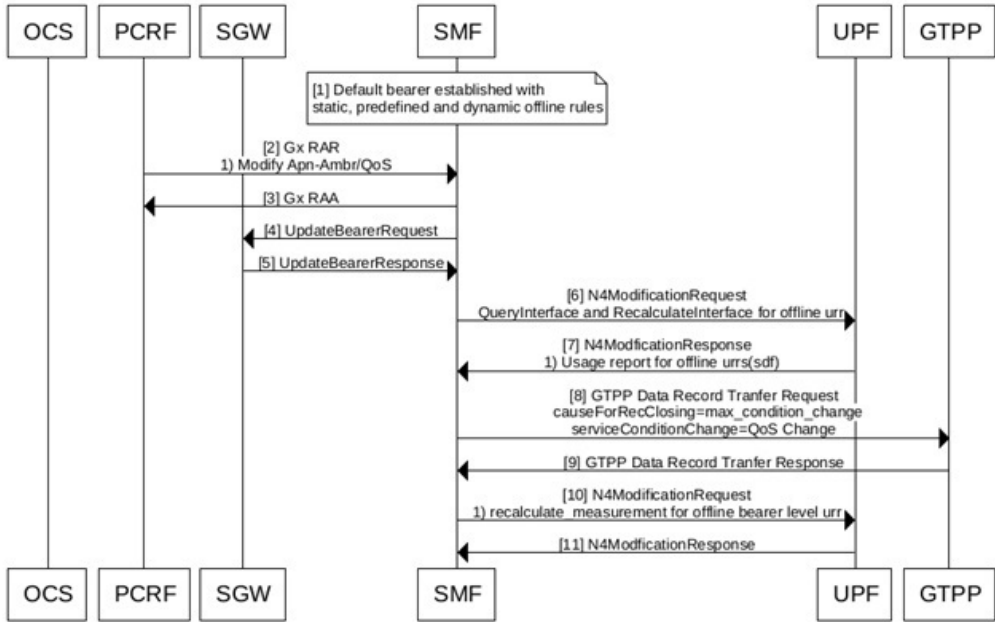 OCS PCRF SGW SMF UPF GTPP
[1] Default bearer established with
static, predefined and dynamic offline rules
[2] Gx RAR
1) Modify Apn-Ambr/QoS
[3] Gx RAA
[4] UpdateBearerRequest
[5] UpdateBearerResponse
[6] N4ModificationRequest
QueryInterface and RecalculateInterface for offline urr
[7] N4ModficationResponse
1) Usage report for offline urrs(sdf)
[8] GTPP Data Record Tranfer Request
causeForRecClosing=max_condition_change
serviceConditionChange=QoS Change
[9] GTPP Data Record Tranfer Response
[10] N4ModificationRequest
1) recalculate_measurement for offline bearer level urr
[11] N4ModficationResponse
OCS PCRF SGW SMF UPF GTPP